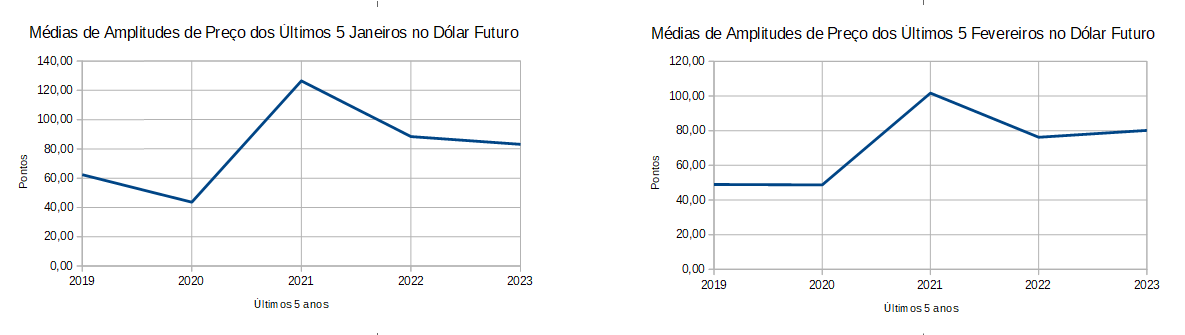 Médias de Amplitudes de Preço dos Últimos 5 Janeiros no Dólar Futuro
140,00
120,00
100,00
80,00
60,00
40,00
20,00
0,00
Pontos
2019 2020 2021 2022 2023
Últimos 5 anos
Médias de Amplitudes de Preço dos Últimos 5 Fevereiros no Dólar Futuro
120,00
100,00
80,00
60,00
40,00
20,00
0,00
Pontos
2019 2020 2021 2022 2023
Últimos 5 anos